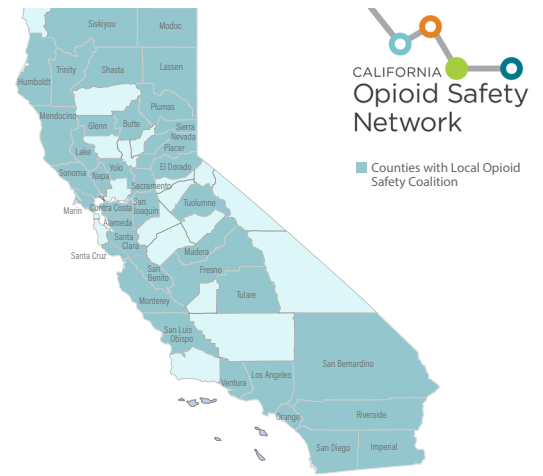 Siskiyou
Modoc
Trinity
Shasta
Lassen
Humboldt
Mendocino
Plumas
Glenn
Butte
Sierra
Nevada
Placer
Lake
El Dorado
Sonoma
Napa
Yolo
Sacramento
Marin
Contra Costa
San
Joaquin
Tuolumne
Alameda
Santa
Clara
Santa Cruz
Madera
San
Benito
Fresno
Monterey
Tulare
San Luis
Obispo
San Bernardino
Ventura
Los Angeles
Orange
Riverside
San Diego
Imperial
CALIFORNIA
Opioid Safety
Network
Counties with Local Opioid
Safety Coalition